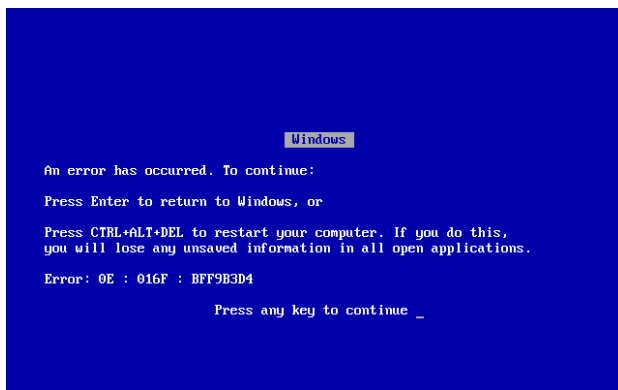 Windows
An error has occurred. To continue:
Press Enter to return to Windows, or
Press CTRL+ALT+DEL to restart your computer. If you do this,
you will lose any unsaved information in all open applications.
Error: 0E : 016F : BFF9B3D4
Press any key to continue _